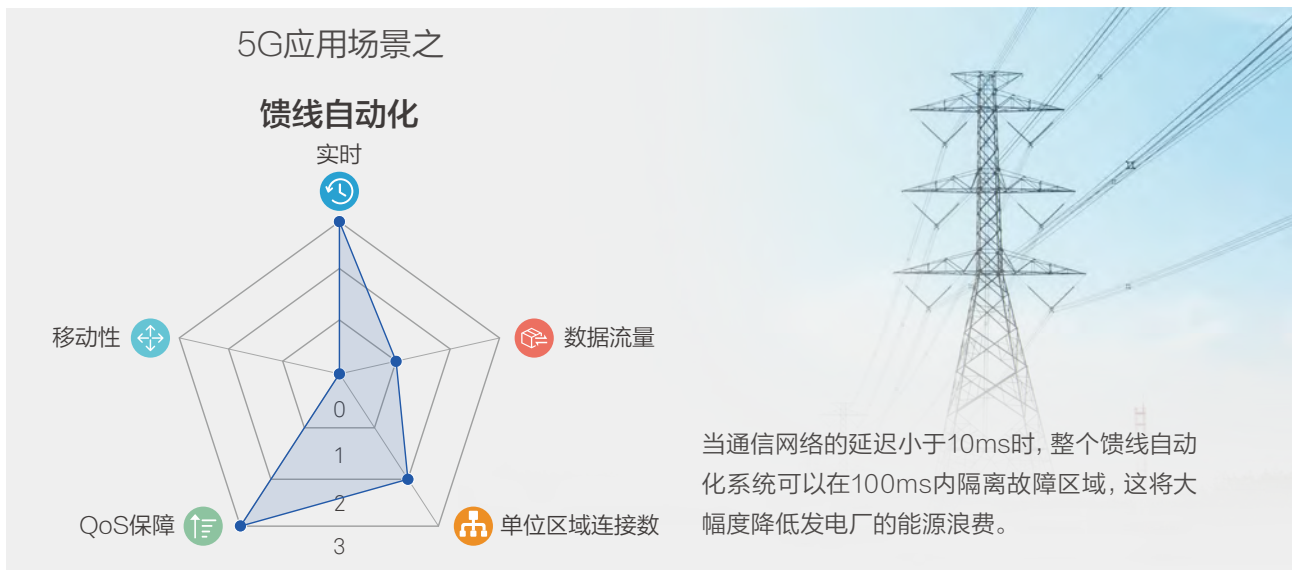 5G应用场景之
馈线自动化
实时
移动性
数据流量
0
1
2
3
QoS保障
单位区域连接数
当通信网络的延迟小于10ms时, 整个馈线自动
化系统可以在100ms内隔离故障区域, 这将大
幅度降低发电厂的能源浪费。